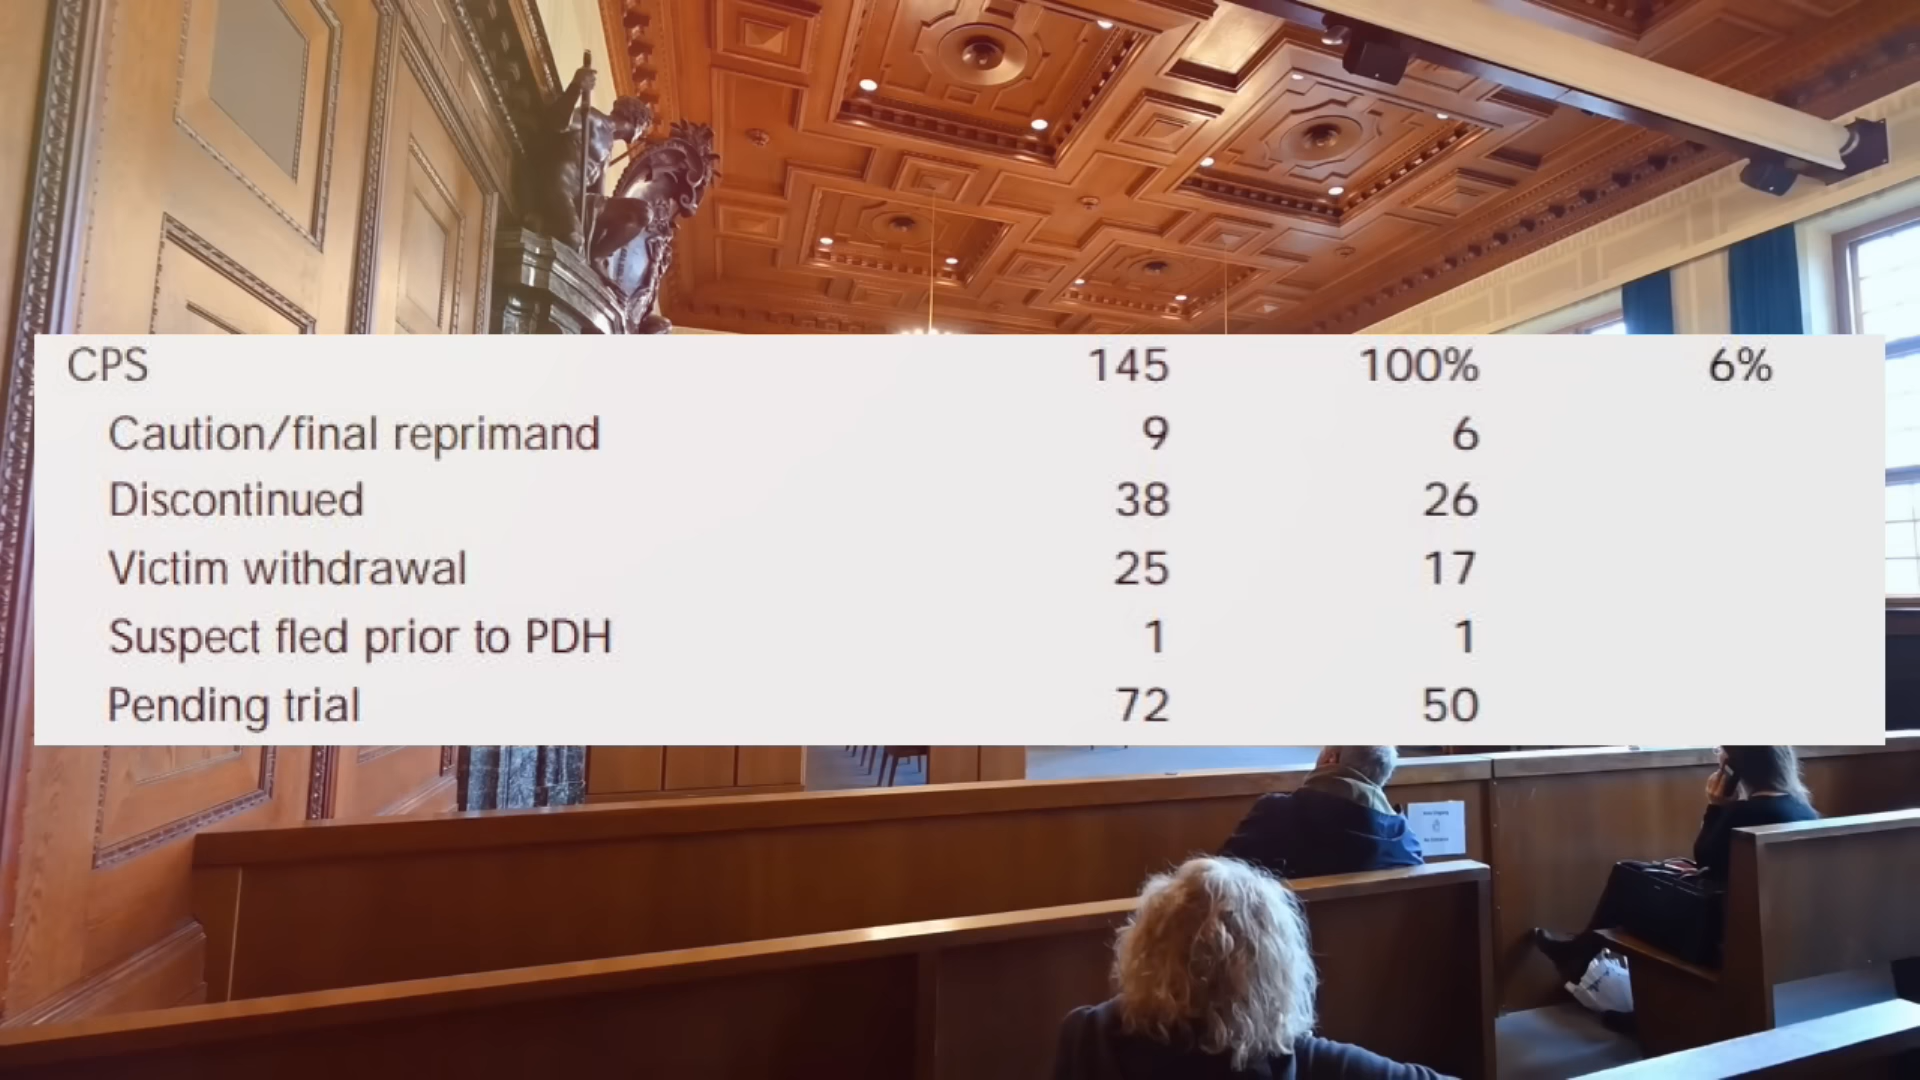 CPS 145 100% 6%
Caution/final reprimand 9 6
Discontinued 38 26
Victim withdrawal 25 17
Suspect fled prior to PDH 1 1
Pending trial 72 50